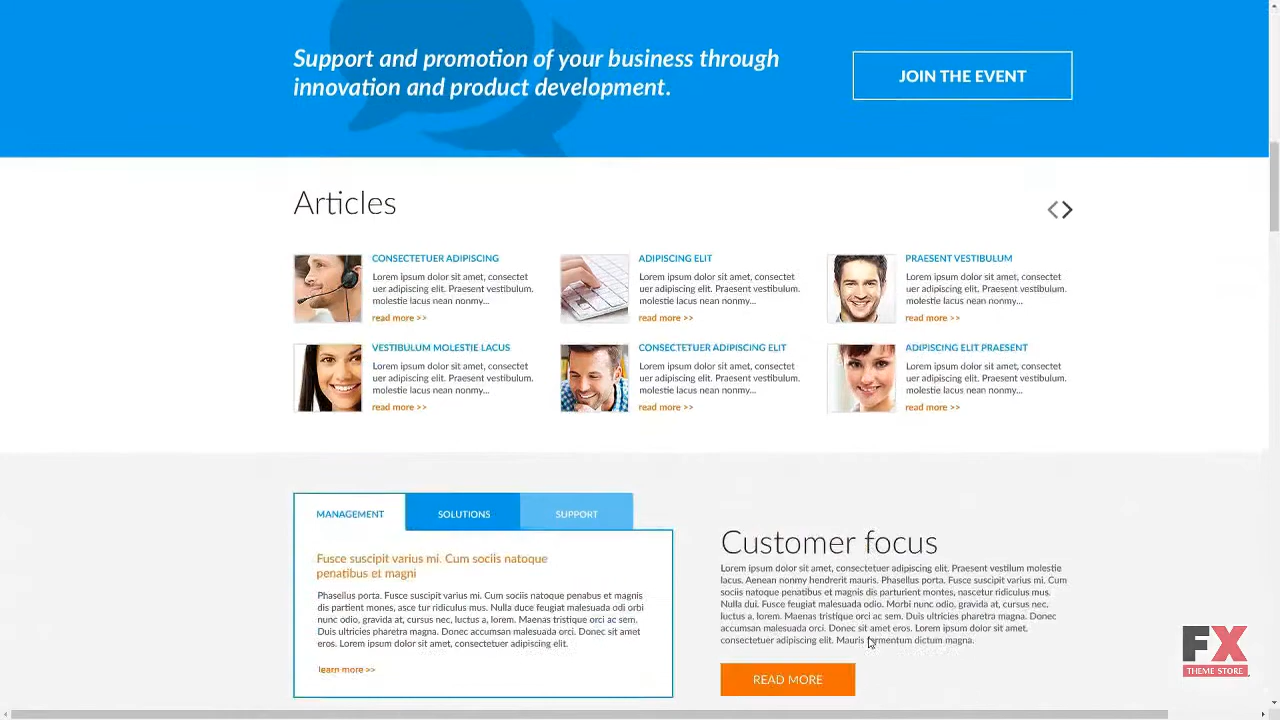 Support and promotion of your business through
innovation and product development.
JOIN THE EVENT
Articles
CONSECTETUER ADIPISCING
Lorem ipsum dolor sit amet, consectet
uer adipiscing elit. Praesent vestibulum.
molestie lacus nean nonmy...
read more >>
ADIPISCING ELIT
Lorem ipsum dolor sit amet, consectet
uer adipiscing elit. Praesent vestibulum.
molestie lacus nean nonmy...
read more >>
PRAESENT VESTIBULUM
Lorem ipsum dolor sit amet, consectet
uer adipiscing elit. Praesent vestibulum.
molestie lacus nean nonmy...
read more >>
VESTIBULUM MOLESTIE LACUS
Lorem ipsum dolor sit amet, consectet
uer adipiscing elit. Praesent vestibulum.
molestie lacus nean nonmy...
read more >>
CONSECTETUER ADIPISCING ELIT
Lorem ipsum dolor sit amet, consectet
uer adipiscing elit. Praesent vestibulum.
molestie lacus nean nonmy...
read more >>
ADIPISCING ELIT PRAESENT
Lorem ipsum dolor sit amet, consectet
uer adipiscing elit. Praesent vestibulum.
molestie lacus nean nonmy...
read more >>
MANAGEMENT
SOLUTIONS
SUPPORT
Fusce suscipit varius mi. Cum sociis natoque
penatibus et magni
Phasellus porta. Fusce suscipit varius mi. Cum sociis natoque penabus et magnis
dis partient mones, asce tur ridiculus mus. Nulla duce feugiat malesuada odi orbi
nunc odio, gravida at, cursus nec, luctus a, lorem. Maenas tristique orci ac sem.
Duis ultricies pharetra magna. Donec accumsan malesuada orci. Donec sit amet
eros. Lorem ipsum dolor sit amet, consectetuer adipiscing elit.
learn more >>
Customer focus
Lorem ipsum dolor sit amet, consectetuer adipiscing elit. Praesent vestilum molestie
lacus. Aenean nonmy hendrerit mauris. Phasellus porta. Fusce suscipit varius mi. Cum
sociis natoque penatibus et magnis dis parturient montes, nascetur ridiculus mus.
Nulla dui. Fusce feugiat malesuada odio. Morbi nunc odio, gravida at, cursus nec,
luctus a, lorem. Maenas tristique orci ac sem. Duis ultricies pharetra magna. Donec
accumsan malesuada orci. Donec sit amet eros. Lorem ipsum dolor sit amet,
consectetuer adipiscing elit. Mauris fermentum dictum magna.
READ MORE
FX
THEME STORE